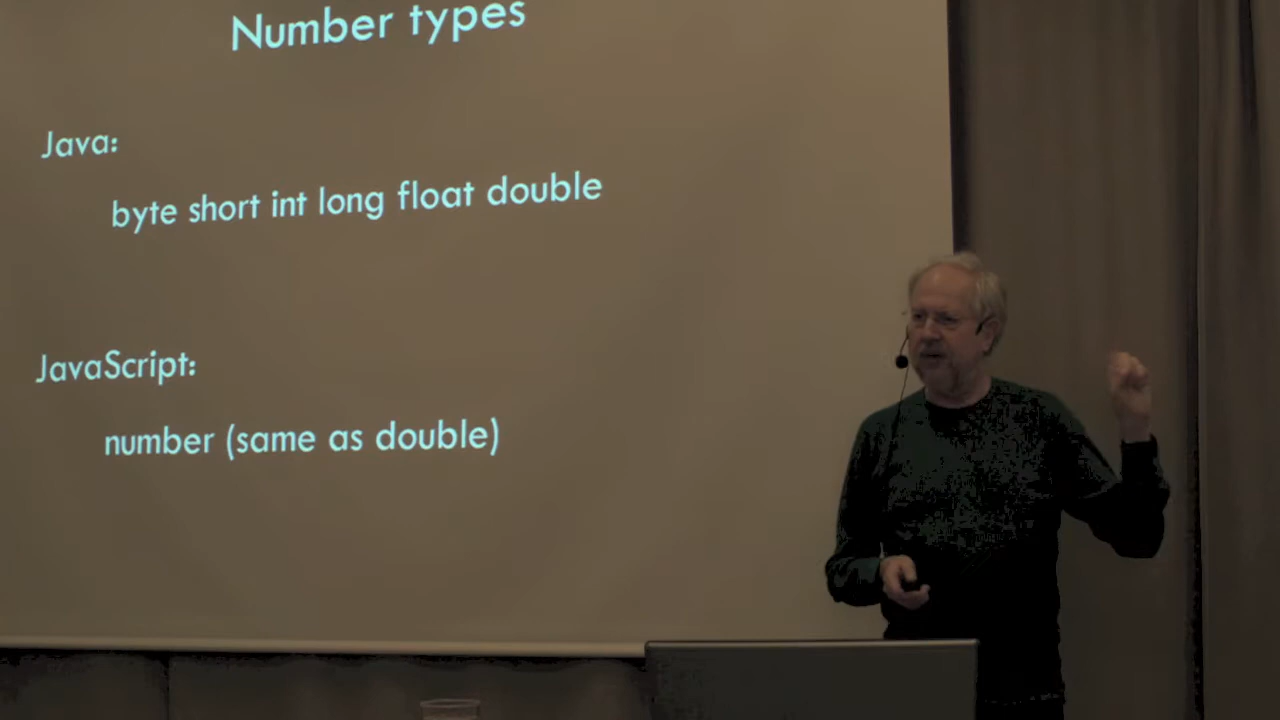 Number types
Java:
byte short int long float double
JavaScript:
number (same as double)